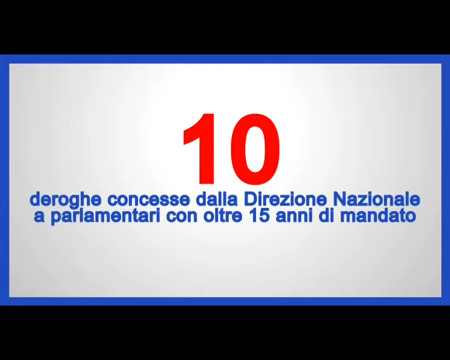 10
deroghe concesse dalla Direzione Nazionale
a parlamentari con oltre 15 anni di mandato